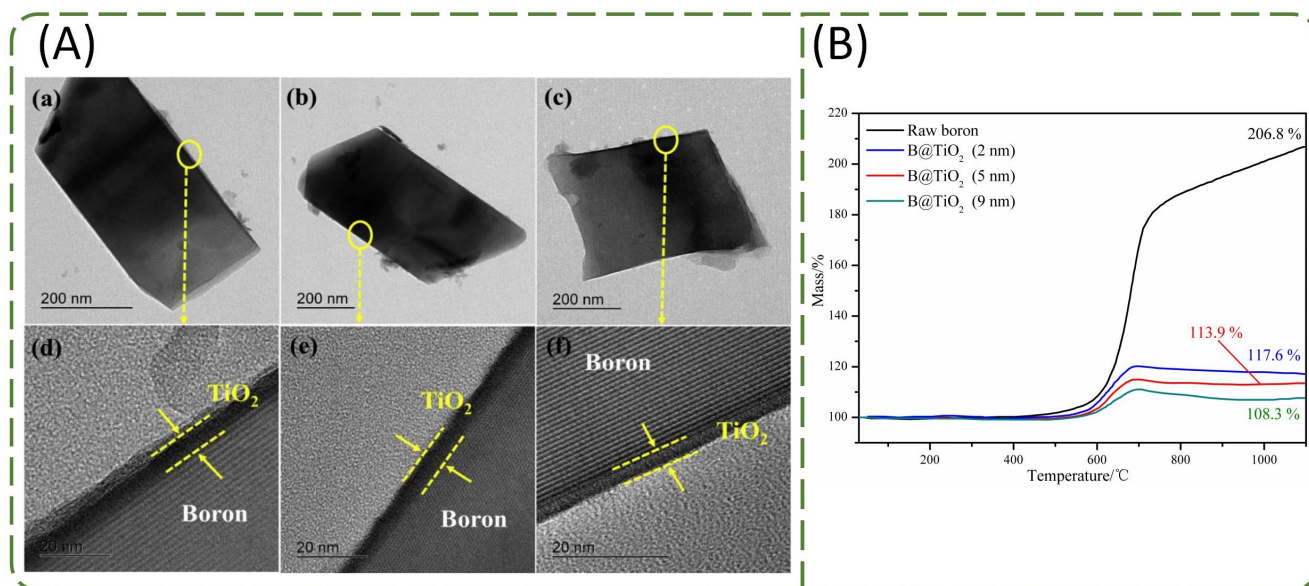 (A)
(a)
(b)
(c)
200 nm
200 nm
200 nm
(d)
(e)
(f)
Boron
TiO₂
TiO₂
TiO₂
Boron
Boron
20 nm
20 nm
20 nm
(B)
220
200
180
160
140
120
100
Mass/%
Raw boron
B@TiO₂ (2 nm)
B@TiO₂ (5 nm)
B@TiO₂ (9 nm)
206.8 %
113.9 %
117.6 %
108.3 %
200
400
600
800
1000
Temperature/℃